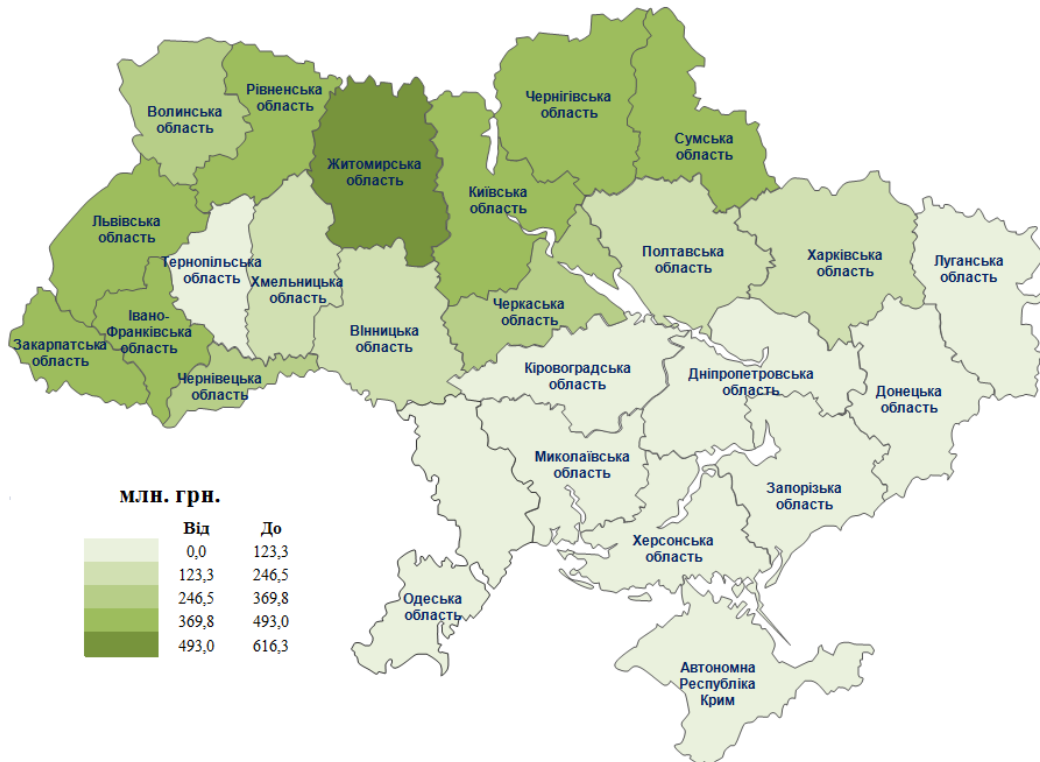 Волинська
область
Рівненська
область
Житомирська
область
Чернігівська
область
Сумська
область
Київська
область
Львівська
область
Тернопільська
область
Хмельницька
область
Вінницька
область
Черкаська
область
Полтавська
область
Харківська
область
Луганська
область
Закарпатська
область
Івано-
Франківська
область
Чернівецька
область
Кіровоградська
область
Дніпропетровська
область
Донецька
область
Миколаївська
область
Запорізька
область
Херсонська
область
Одеська
область
Автономна
Республіка
Крим
млн. грн.
Від До
0,0 123,3
123,3 246,5
246,5 369,8
369,8 493,0
493,0 616,3